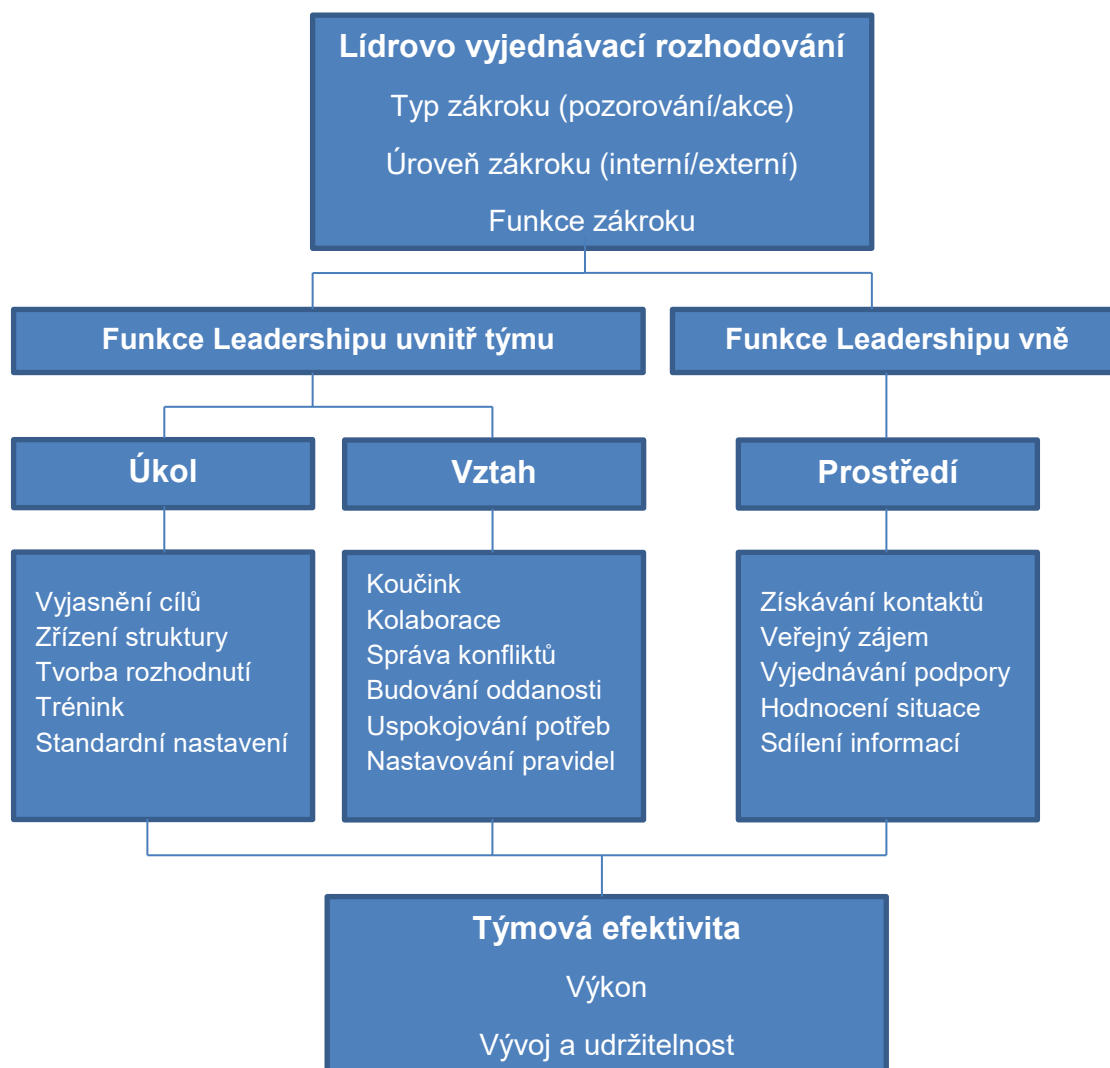 Lídrovo vyjednávací rozhodování
Typ zákroku (pozorování/akce)
Úroveň zákroku (interní/externí)
Funkce zákroku
Funkce Leadershipu uvnitř týmu
Funkce Leadershipu vně
Úkol
Vztah
Prostředí
Vyjasnění cílů
Zřízení struktury
Tvorba rozhodnutí
Trénink
Standardní nastavení
Koučink
Kolaborace
Správa konfliktů
Budování oddanosti
Uspokojování potřeb
Nastavování pravidel
Získávání kontaktů
Veřejný zájem
Vyjednávání podpory
Hodnocení situace
Sdílení informací
Týmová efektivita
Výkon
Vývoj a udržitelnost